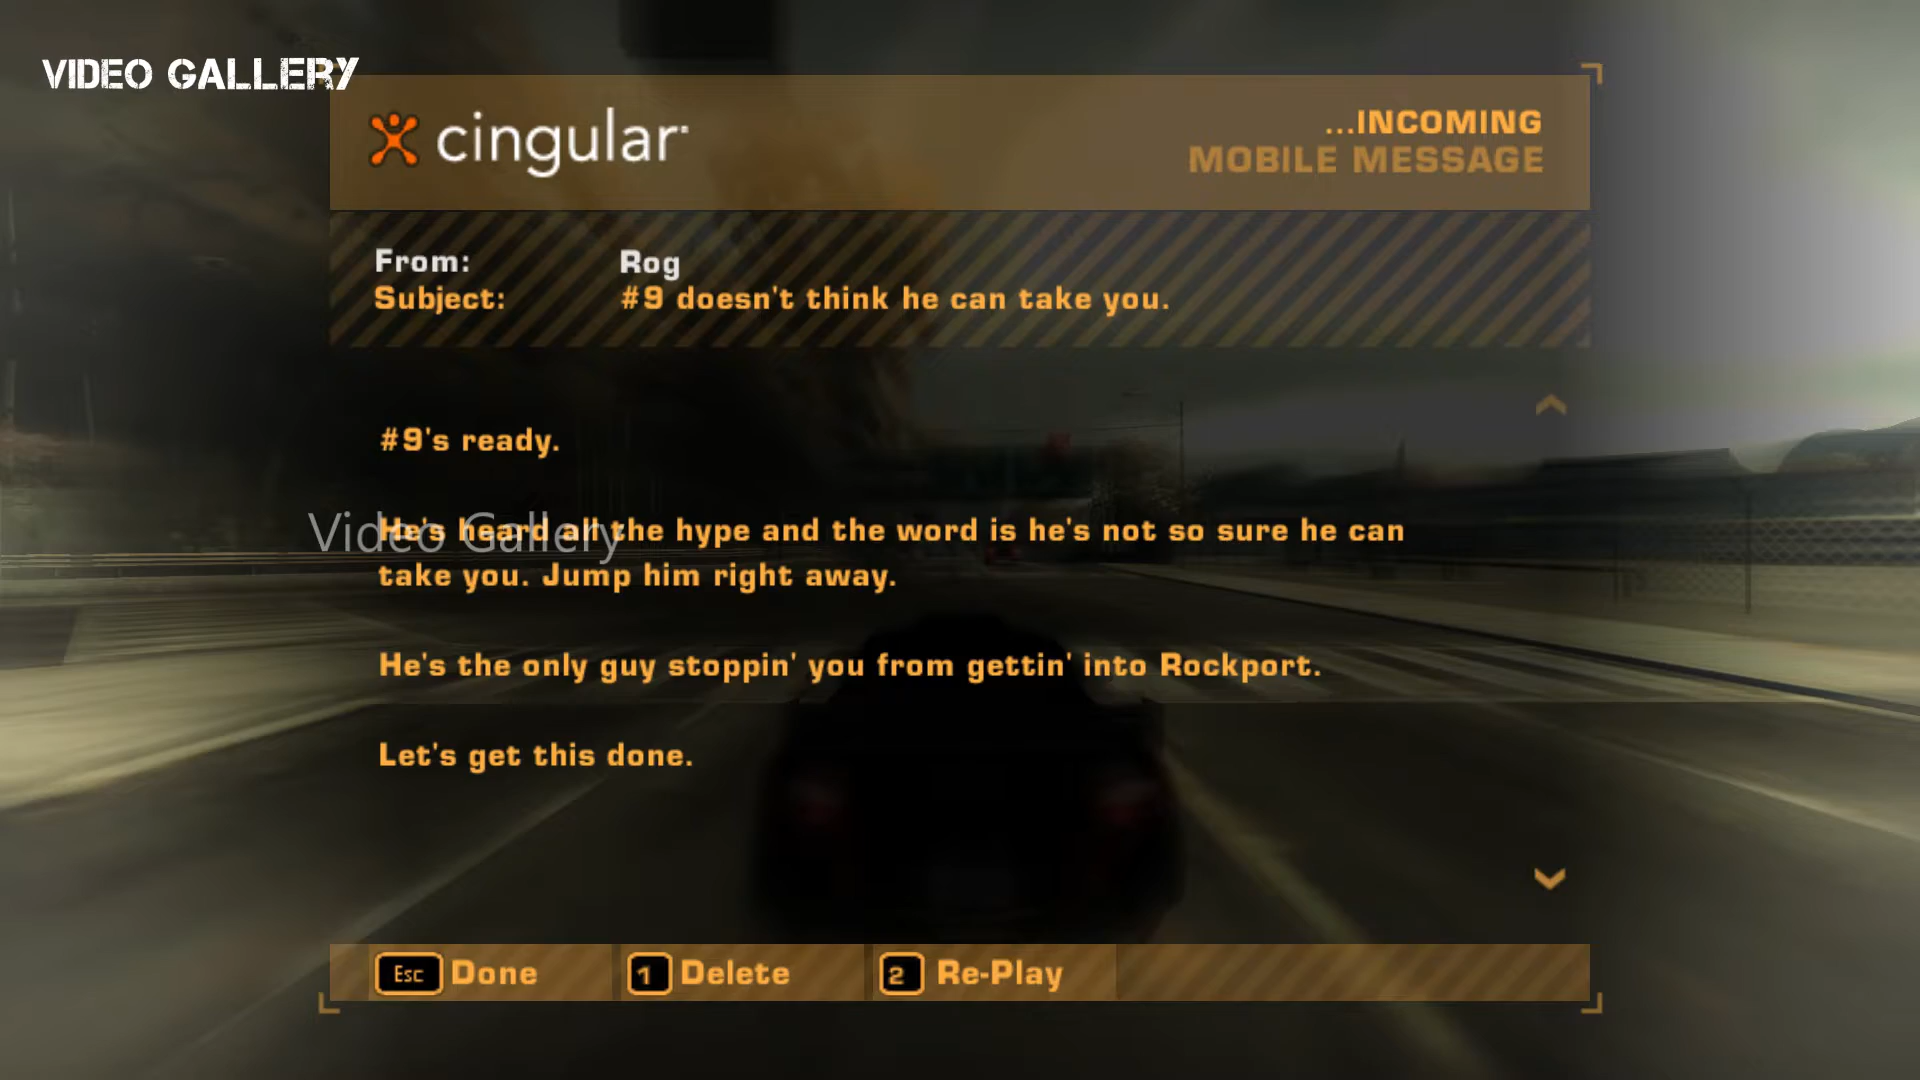 VIDEO GALLERY
cingular
...INCOMING
MOBILE MESSAGE
From: Rog
Subject: #9 doesn't think he can take you.
#9's ready.
Video Gallery
He's heard all the hype and the word is he's not so sure he can
take you. Jump him right away.
He's the only guy stoppin' you from gettin' into Rockport.
Let's get this done.
Esc Done 1 Delete 2 Re-Play